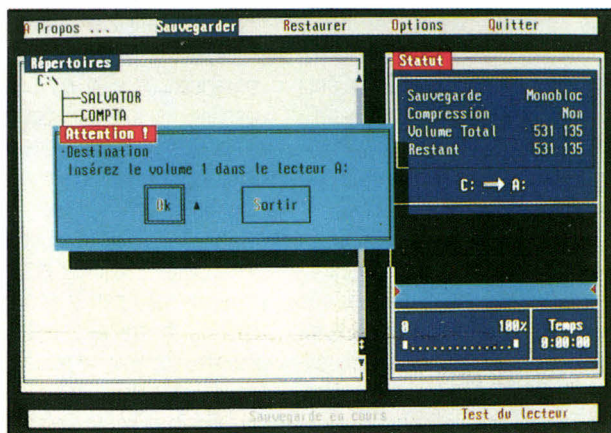 A Propos ... Sauvegarder Restaurer Options Quitter
Répertoires
C:\
SALVATOR
COMPTA
Attention !
Destination
Insérez le volume 1 dans le lecteur A:
Ok
Sortir
Statut
Sauvegarde Monobloc
Compression Non
Volume Total 531 135
Restant 531 135
C: → A:
0 100% Temps
0:00:00
Sauvegarde en cours ... Test du lecteur